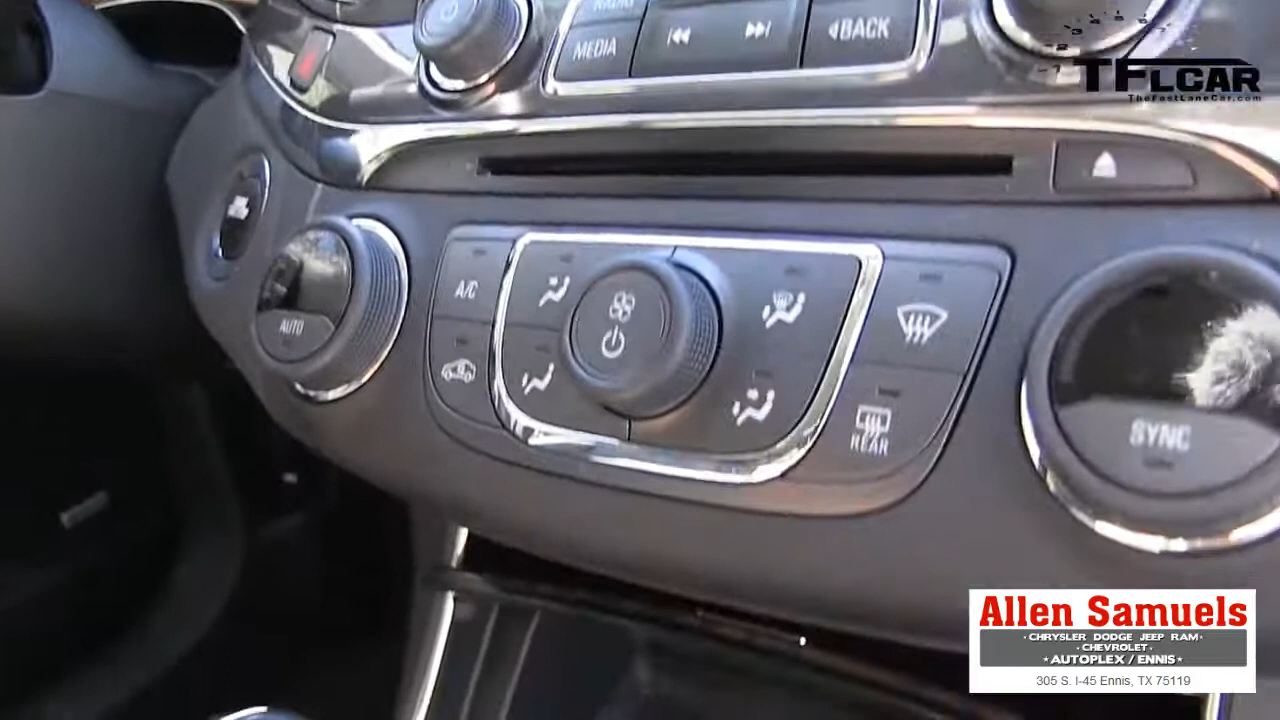 RADIO
MEDIA
BACK
TFLCAR
TheFastLaneCar.com
A/C
AUTO
REAR
SYNC
Allen Samuels
·CHRYSLER DODGE JEEP RAM·
·CHEVROLET·
★AUTOPLEX / ENNIS★
305 S. I-45 Ennis, TX 75119